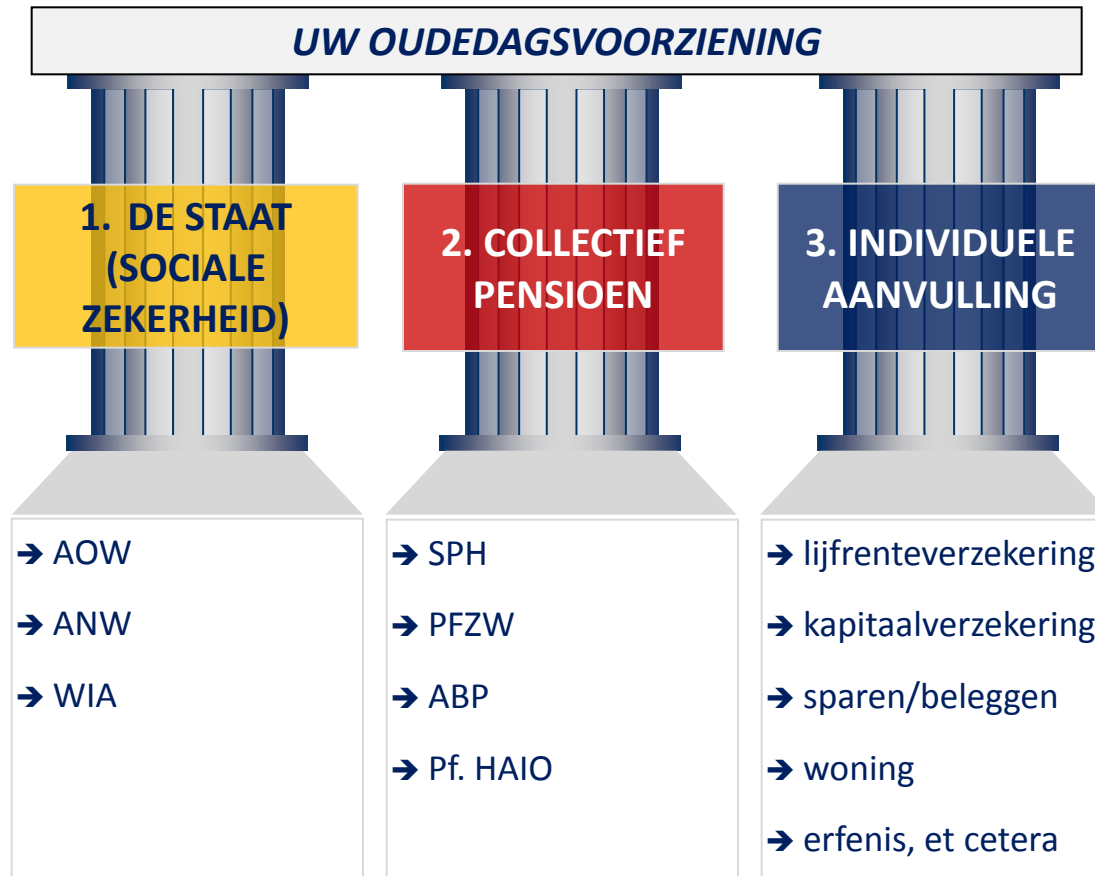 UW OUDEDAGSVOORZIENING
1. DE STAAT
(SOCIALE
ZEKERHEID)
2. COLLECTIEF
PENSIOEN
3. INDIVIDUELE
AANVULLING
➔ AOW
➔ ANW
➔ WIA
➔ SPH
➔ PFZW
➔ ABP
➔ Pf. HAIO
➔ lijfrenteverzekering
➔ kapitaalverzekering
➔ sparen/beleggen
➔ woning
➔ erfenis, et cetera